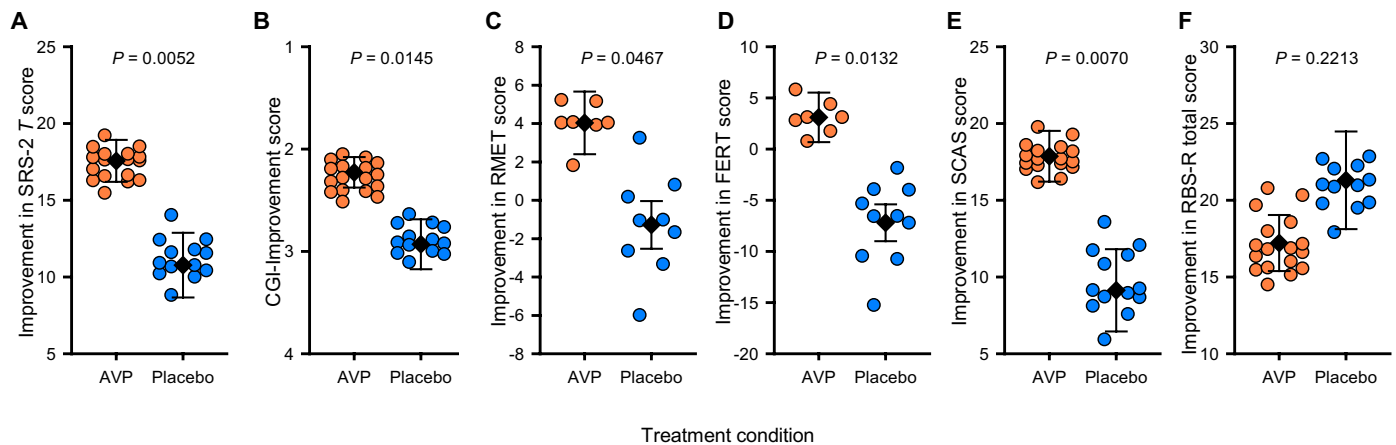 A
Improvement in SRS-2 T score
25
20
15
10
5
P = 0.0052
AVP Placebo
B
CGI-Improvement score
1
2
3
4
P = 0.0145
AVP Placebo
C
Improvement in RMET score
8
6
4
2
0
-2
-4
-6
-8
P = 0.0467
AVP Placebo
D
Improvement in FERT score
10
5
0
-5
-10
-15
-20
P = 0.0132
AVP Placebo
E
Improvement in SCAS score
25
20
15
10
5
P = 0.0070
AVP Placebo
F
Improvement in RBS-R total score
30
25
20
15
10
P = 0.2213
AVP Placebo
Treatment condition